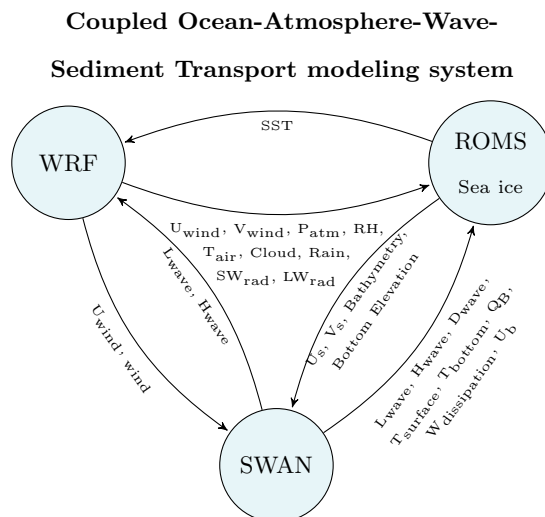 Coupled Ocean-Atmosphere-Wave-
Sediment Transport modeling system
SST
WRF
ROMS
Sea ice
Uwind, Vwind, Patm, RH,
Tair, Cloud, Rain,
SWrad, LWrad
Lwave, Hwave
Uwind, wind
Us, Vs, Bathymetry,
Bottom Elevation
Lwave, Hwave, Dwave,
Tsurface, Tbottom, QB,
Wdissipation, Ub
SWAN